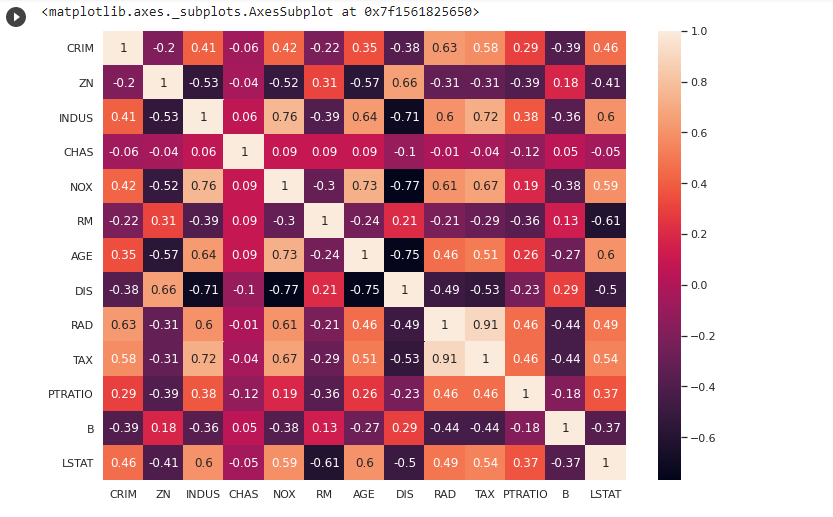 <matplotlib.axes._subplots.AxesSubplot at 0x7f1561825650>
CRIM 1 -0.2 0.41 -0.06 0.42 -0.22 0.35 -0.38 0.63 0.58 0.29 -0.39 0.46
ZN -0.2 1 -0.53 -0.04 -0.52 0.31 -0.57 0.66 -0.31 -0.31 -0.39 0.18 -0.41
INDUS 0.41 -0.53 1 0.06 0.76 -0.39 0.64 -0.71 0.6 0.72 0.38 -0.36 0.6
CHAS -0.06 -0.04 0.06 1 0.09 0.09 0.09 -0.1 -0.01 -0.04 -0.12 0.05 -0.05
NOX 0.42 -0.52 0.76 0.09 1 -0.3 0.73 -0.77 0.61 0.67 0.19 -0.38 0.59
RM -0.22 0.31 -0.39 0.09 -0.3 1 -0.24 0.21 -0.21 -0.29 -0.36 0.13 -0.61
AGE 0.35 -0.57 0.64 0.09 0.73 -0.24 1 -0.75 0.46 0.51 0.26 -0.27 0.6
DIS -0.38 0.66 -0.71 -0.1 -0.77 0.21 -0.75 1 -0.49 -0.53 -0.23 0.29 -0.5
RAD 0.63 -0.31 0.6 -0.01 0.61 -0.21 0.46 -0.49 1 0.91 0.46 -0.44 0.49
TAX 0.58 -0.31 0.72 -0.04 0.67 -0.29 0.51 -0.53 0.91 1 0.46 -0.44 0.54
PTRATIO 0.29 -0.39 0.38 -0.12 0.19 -0.36 0.26 -0.23 0.46 0.46 1 -0.18 0.37
B -0.39 0.18 -0.36 0.05 -0.38 0.13 -0.27 0.29 -0.44 -0.44 -0.18 1 -0.37
LSTAT 0.46 -0.41 0.6 -0.05 0.59 -0.61 0.6 -0.5 0.49 0.54 0.37 -0.37 1
CRIM ZN INDUS CHAS NOX RM AGE DIS RAD TAX PTRATIO B LSTAT
1.0
0.8
0.6
0.4
0.2
0.0
−0.2
−0.4
−0.6